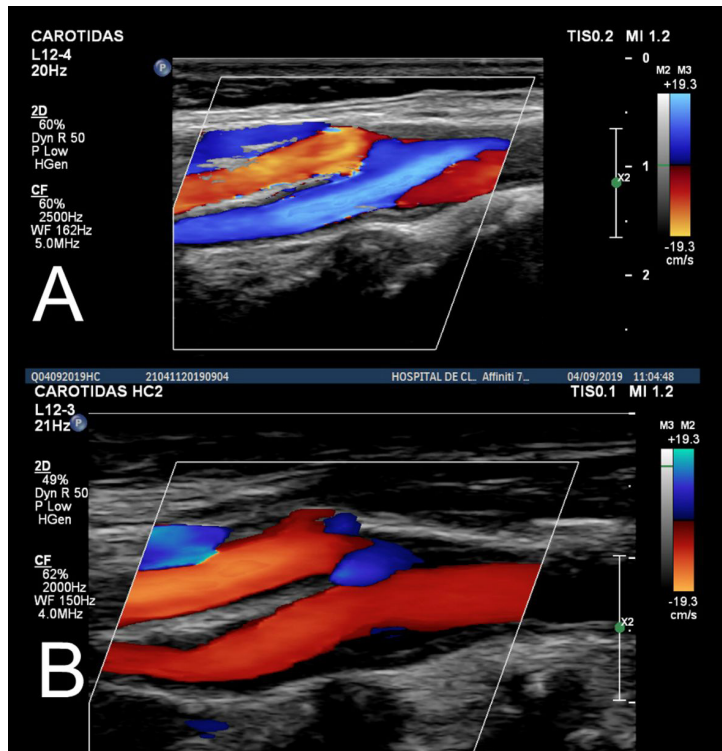 CAROTIDAS
TIS0.2 MI 1.2
L12-4
20Hz
P
0
M2 M3
+19.3
2D
60%
Dyn R 50
P Low
HGen
1
X2
CF
60%
2500Hz
WF 162Hz
5.0MHz
-19.3
cm/s
2
A
Q04092019HC 21041120190904 HOSPITAL DE CL.. Affiniti 7... 04/09/2019 11:04:48
CAROTIDAS HC2
TIS0.1 MI 1.2
L12-3
21Hz
P
M3 M2
+19.3
2D
49%
Dyn R 50
P Low
HGen
CF
62%
2000Hz
WF 150Hz
4.0MHz
-19.3
cm/s
X2
B